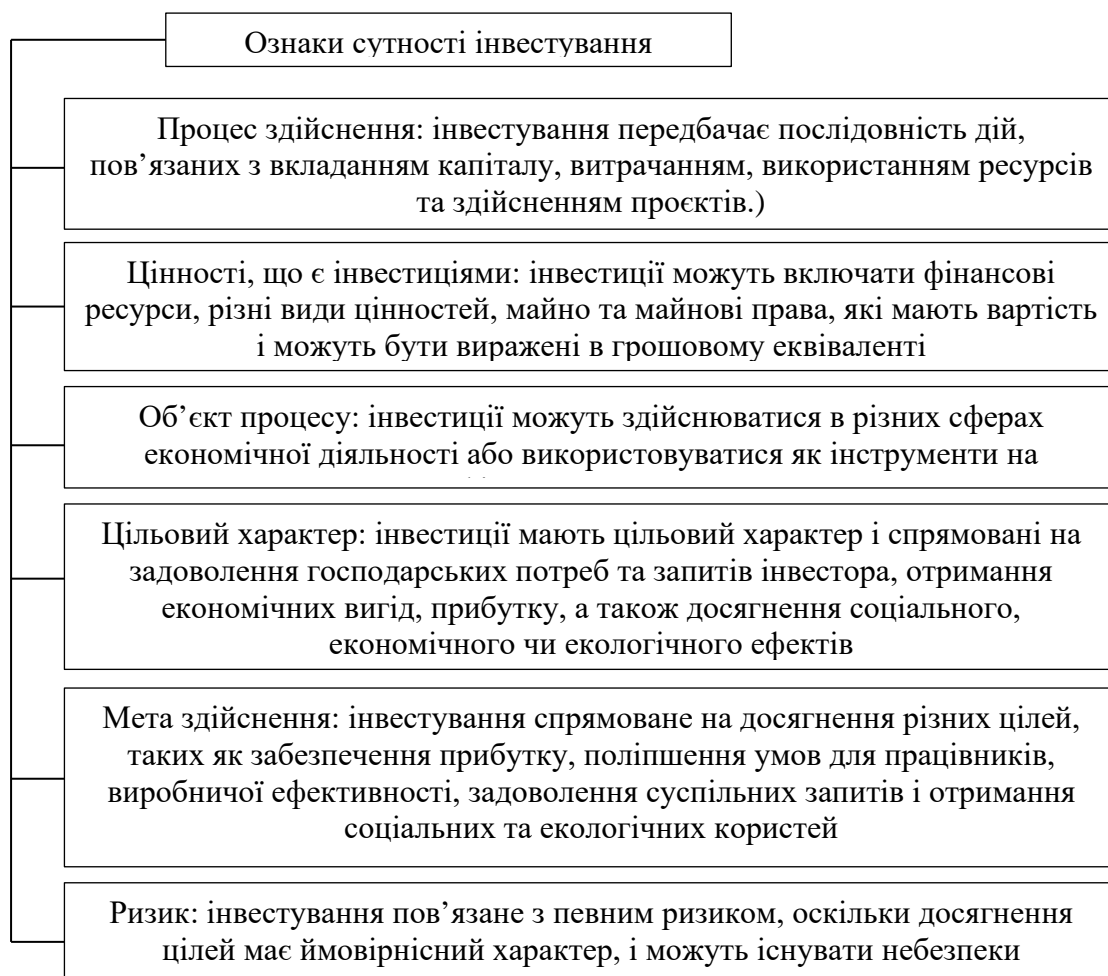 Ознаки сутності інвестування
Процес здійснення: інвестування передбачає послідовність дій,
пов’язаних з вкладанням капіталу, витрачанням, використанням ресурсів
та здійсненням проєктів.)
Цінності, що є інвестиціями: інвестиції можуть включати фінансові
ресурси, різні види цінностей, майно та майнові права, які мають вартість
і можуть бути виражені в грошовому еквіваленті
Об’єкт процесу: інвестиції можуть здійснюватися в різних сферах
економічної діяльності або використовуватися як інструменти на
Цільовий характер: інвестиції мають цільовий характер і спрямовані на
задоволення господарських потреб та запитів інвестора, отримання
економічних вигід, прибутку, а також досягнення соціального,
економічного чи екологічного ефектів
Мета здійснення: інвестування спрямоване на досягнення різних цілей,
таких як забезпечення прибутку, поліпшення умов для працівників,
виробничої ефективності, задоволення суспільних запитів і отримання
соціальних та екологічних користей
Ризик: інвестування пов’язане з певним ризиком, оскільки досягнення
цілей має ймовірнісний характер, і можуть існувати небезпеки